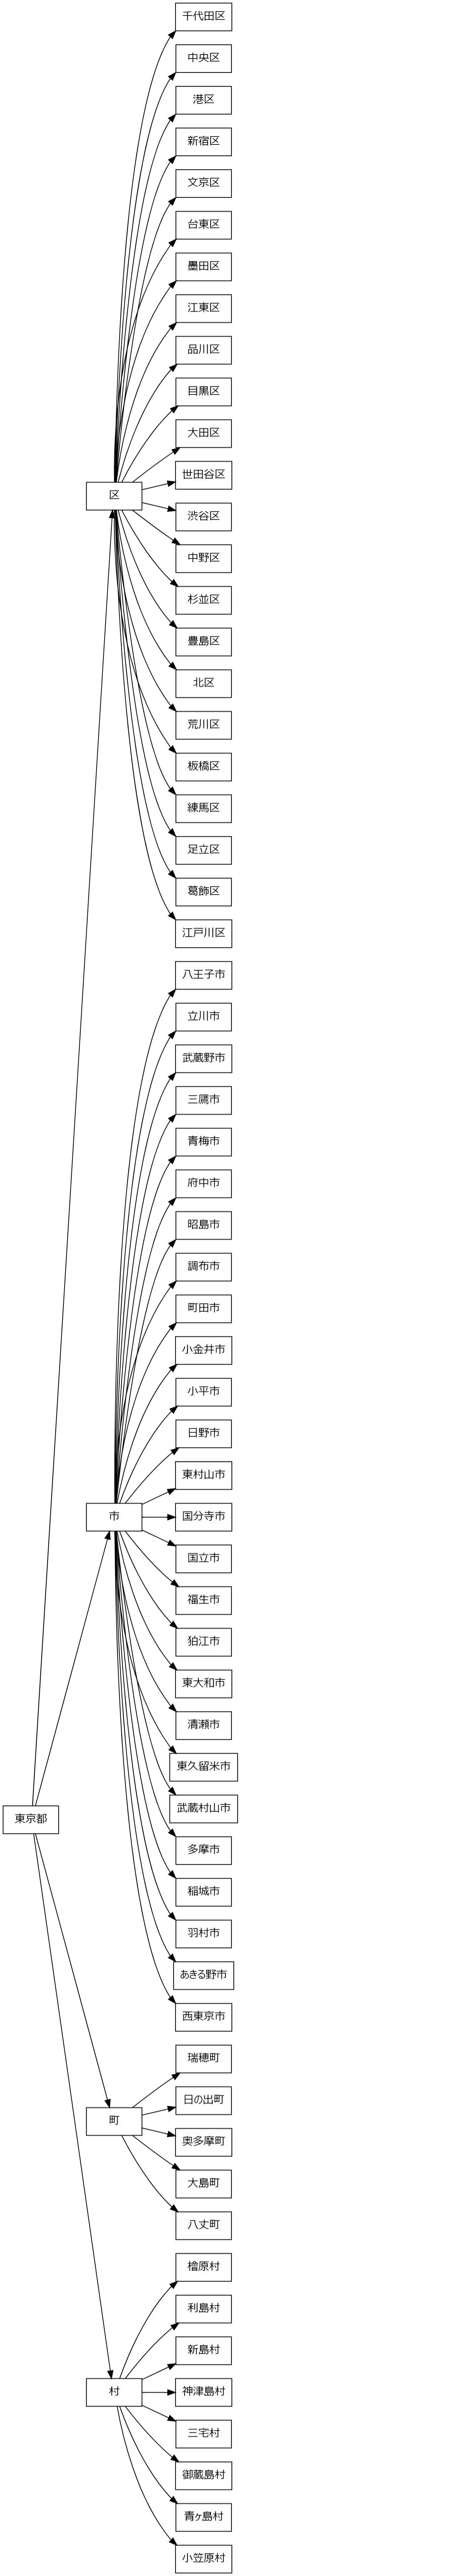 千代田区
中央区
港区
新宿区
文京区
台東区
墨田区
江東区
品川区
目黒区
大田区
世田谷区
区
渋谷区
中野区
杉並区
豊島区
北区
荒川区
板橋区
練馬区
足立区
葛飾区
江戸川区
八王子市
立川市
武蔵野市
三鷹市
青梅市
府中市
昭島市
調布市
町田市
小金井市
小平市
日野市
東村山市
市
国分寺市
国立市
福生市
狛江市
東大和市
清瀬市
東久留米市
武蔵村山市
東京都
多摩市
稲城市
羽村市
あきる野市
西東京市
瑞穂町
日の出町
町
奥多摩町
大島町
八丈町
檜原村
利島村
新島村
村
神津島村
三宅村
御蔵島村
青ヶ島村
小笠原村